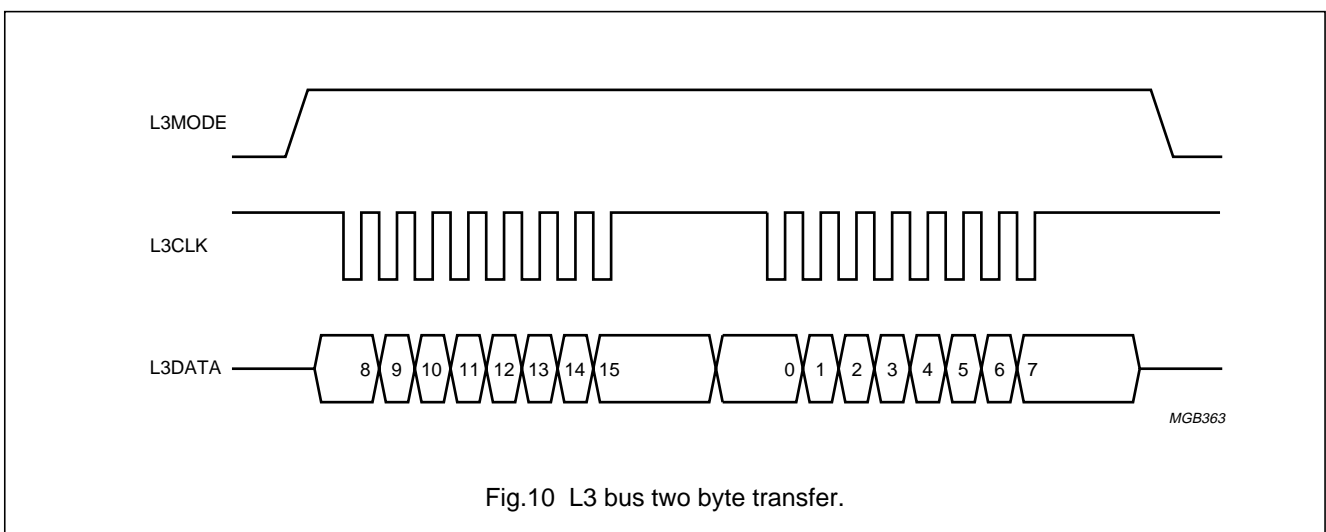 L3MODE
L3CLK
L3DATA
8 9 10 11 12 13 14 15 0 1 2 3 4 5 6 7
MGB363
Fig.10 L3 bus two byte transfer.